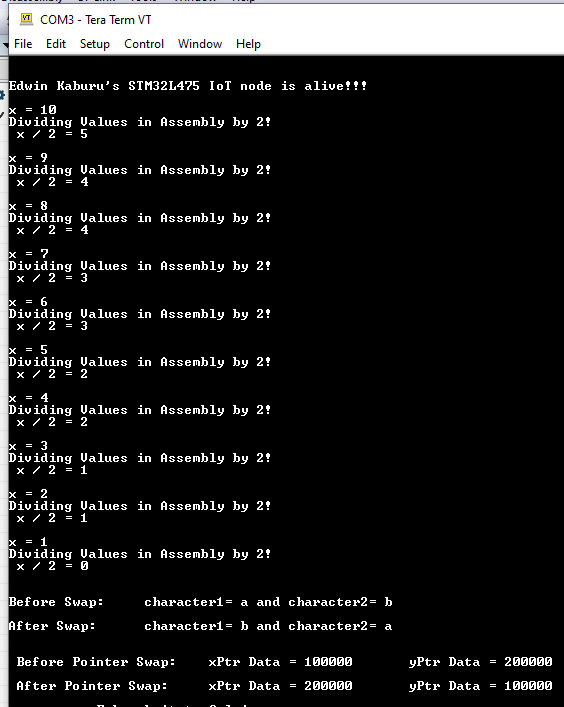 COM3 - Tera Term VT
File Edit Setup Control Window Help
Edwin Kaburu's STM32L475 IoT node is alive!!!
x = 10
Dividing Values in Assembly by 2!
x / 2 = 5
x = 9
Dividing Values in Assembly by 2!
x / 2 = 4
x = 8
Dividing Values in Assembly by 2!
x / 2 = 4
x = 7
Dividing Values in Assembly by 2!
x / 2 = 3
x = 6
Dividing Values in Assembly by 2!
x / 2 = 3
x = 5
Dividing Values in Assembly by 2!
x / 2 = 2
x = 4
Dividing Values in Assembly by 2!
x / 2 = 2
x = 3
Dividing Values in Assembly by 2!
x / 2 = 1
x = 2
Dividing Values in Assembly by 2!
x / 2 = 1
x = 1
Dividing Values in Assembly by 2!
x / 2 = 0
Before Swap: character1= a and character2= b
After Swap: character1= b and character2= a
Before Pointer Swap: xPtr Data = 100000 yPtr Data = 200000
After Pointer Swap: xPtr Data = 200000 yPtr Data = 100000